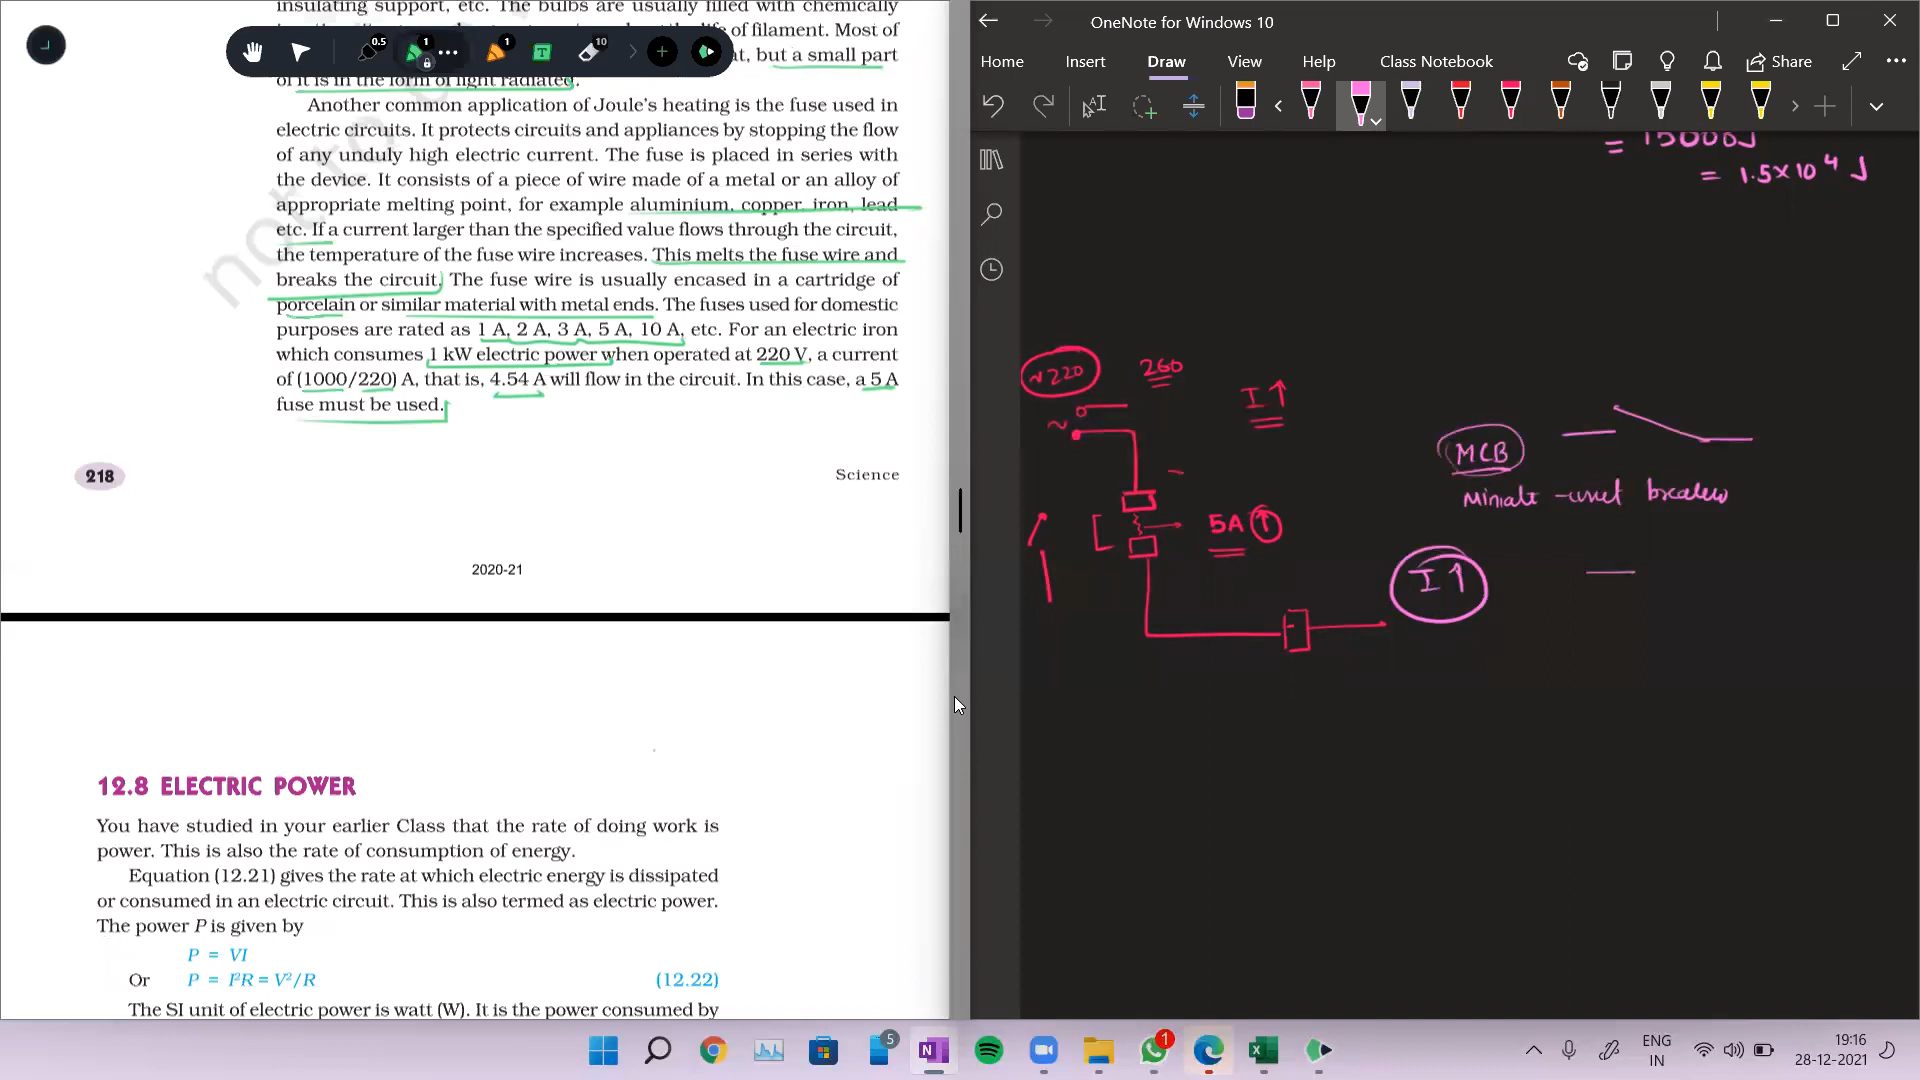 insulating support, etc. The bulbs are usually filled with chemically
of filament. Most of
at, but a small part
of it is in the form of light radiated.
Another common application of Joule's heating is the fuse used in
electric circuits. It protects circuits and appliances by stopping the flow
of any unduly high electric current. The fuse is placed in series with
the device. It consists of a piece of wire made of a metal or an alloy of
appropriate melting point, for example aluminium, copper, iron, lead
etc. If a current larger than the specified value flows through the circuit,
the temperature of the fuse wire increases. This melts the fuse wire and
breaks the circuit. The fuse wire is usually encased in a cartridge of
porcelain or similar material with metal ends. The fuses used for domestic
purposes are rated as 1 A, 2 A, 3 A, 5 A, 10 A, etc. For an electric iron
which consumes 1 kW electric power when operated at 220 V, a current
of (1000/220) A, that is, 4.54 A will flow in the circuit. In this case, a 5 A
fuse must be used.
not to
0.5
1
1
T
10
218
Science
2020-21
12.8 ELECTRIC POWER
You have studied in your earlier Class that the rate of doing work is
power. This is also the rate of consumption of energy.
Equation (12.21) gives the rate at which electric energy is dissipated
or consumed in an electric circuit. This is also termed as electric power.
The power P is given by
P = VI
Or P = I²R = V²/R (12.22)
The SI unit of electric power is watt (W). It is the power consumed by
OneNote for Windows 10
Home Insert Draw View Help Class Notebook Share
= 15000J
= 1.5×10⁴ J
~220
260
I↑
~
MCB
5A ↑
I↑
5
1
ENG
IN
19:16
28-12-2021